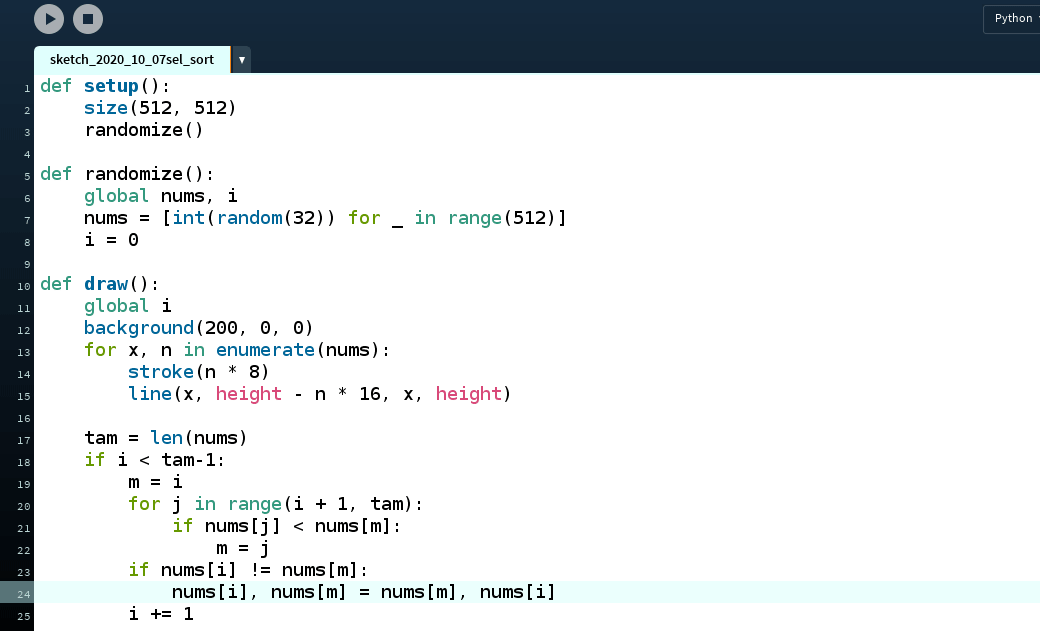 Python
sketch_2020_10_07sel_sort
1 def setup():
2     size(512, 512)
3     randomize()
4
5 def randomize():
6     global nums, i
7     nums = [int(random(32)) for _ in range(512)]
8     i = 0
9
10 def draw():
11     global i
12     background(200, 0, 0)
13     for x, n in enumerate(nums):
14         stroke(n * 8)
15         line(x, height - n * 16, x, height)
16
17     tam = len(nums)
18     if i < tam-1:
19         m = i
20         for j in range(i + 1, tam):
21             if nums[j] < nums[m]:
22                 m = j
23         if nums[i] != nums[m]:
24             nums[i], nums[m] = nums[m], nums[i]
25         i += 1